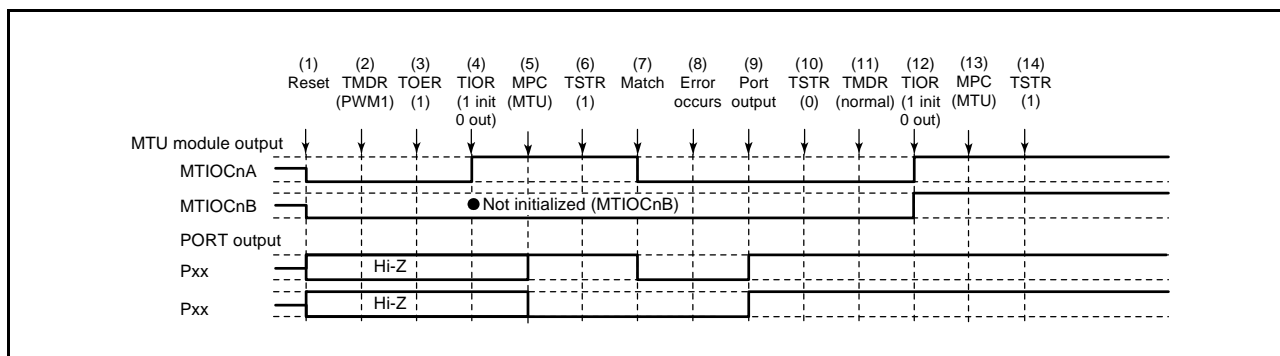 (1) (2) (3) (4) (5) (6) (7) (8) (9) (10) (11) (12) (13) (14)
Reset TMDR TOER TIOR MPC TSTR Match Error Port TSTR TMDR TIOR MPC TSTR
(PWM1) (1) (1 init (MTU) (1) occurs output (0) (normal) (1 init (MTU) (1)
0 out) 0 out)
MTU module output
MTIOCnA
MTIOCnB ●Not initialized (MTIOCnB)
PORT output
Pxx Hi-Z
Pxx Hi-Z